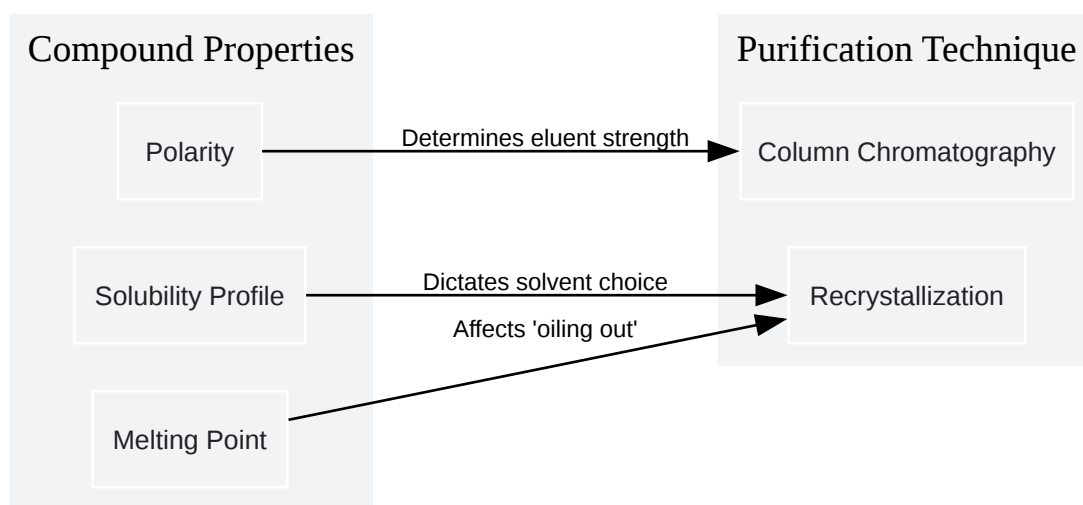 Compound Properties
Purification Technique
Polarity
Determines eluent strength
Column Chromatography
Solubility Profile
Dictates solvent choice
Recrystallization
Affects 'oiling out'
Melting Point